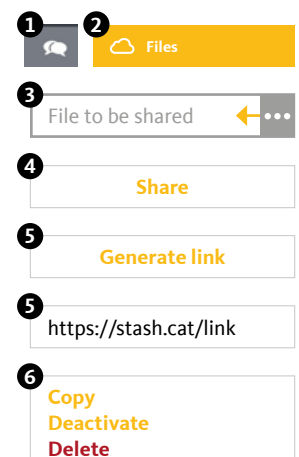 1 2
Files
3
File to be shared
4
Share
5
Generate link
5
https://stash.cat/link
6
Copy
Deactivate
Delete